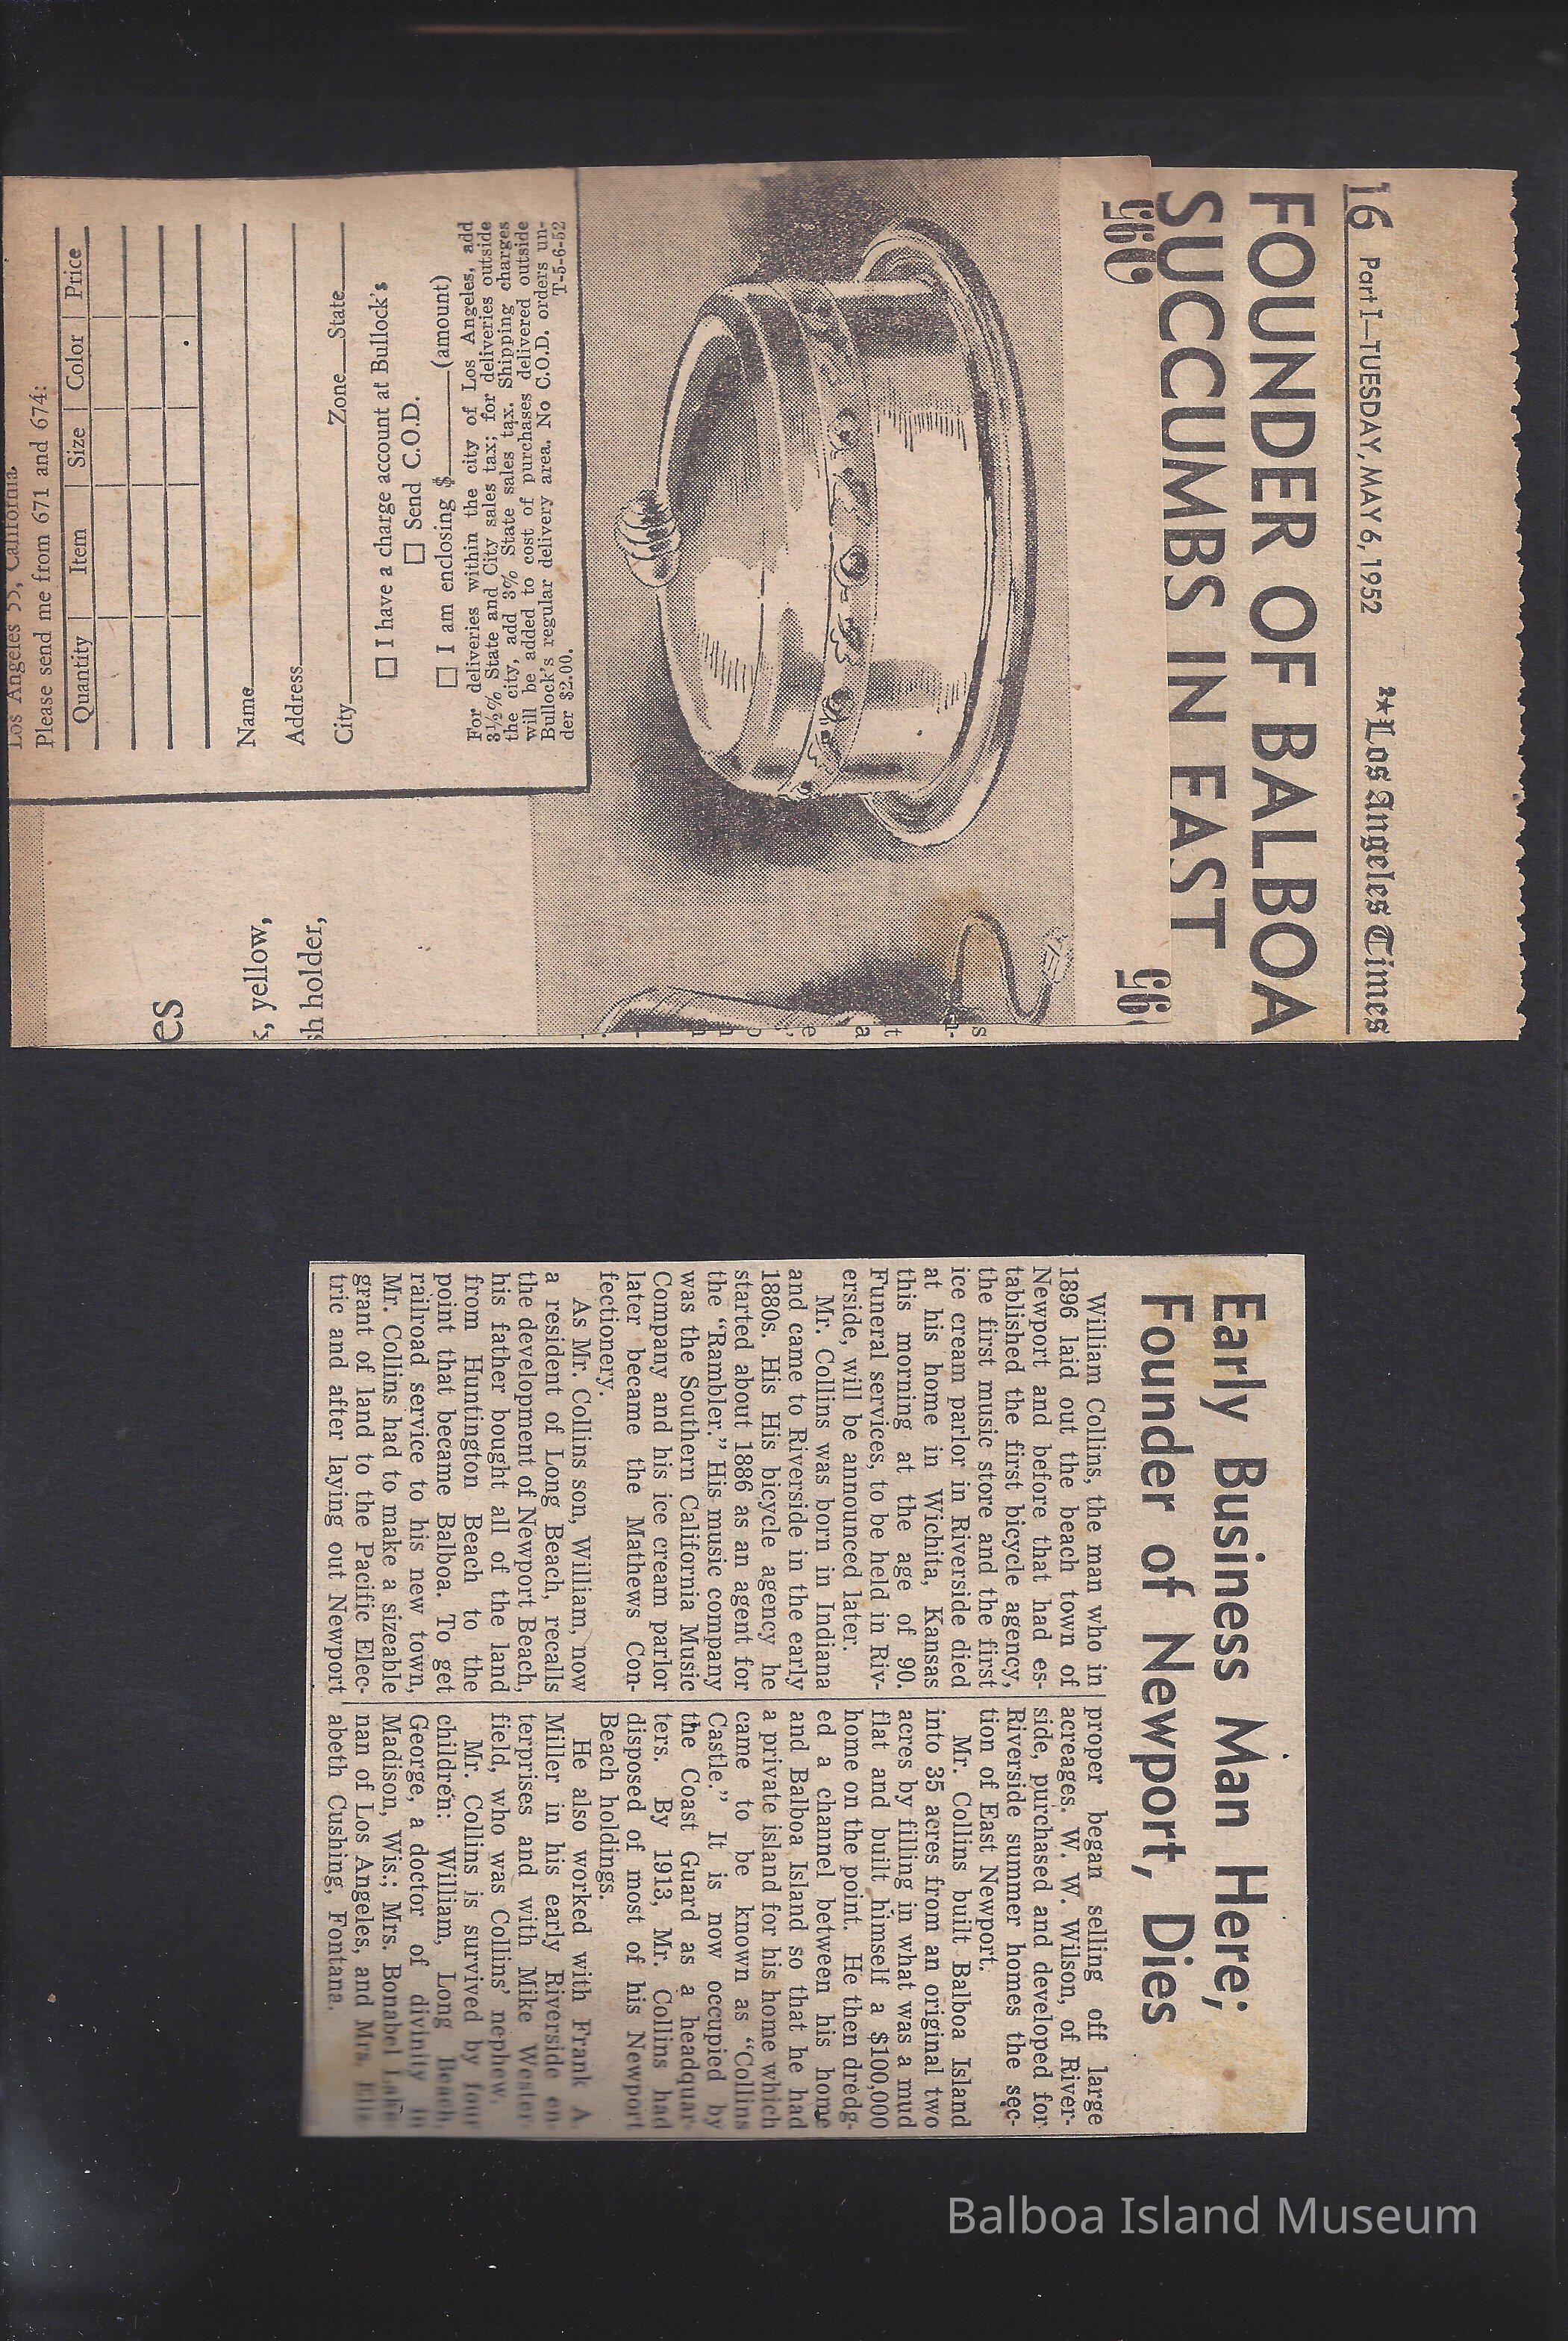 16 Part I—TUESDAY, MAY 6, 1952 2★ Los Angeles Times
FOUNDER OF BALBOA
SUCCUMBS IN EAST
Los Angeles 55, California
Please send me from 671 and 674:
Quantity Item Size Color Price
Name
Address
City Zone State
☐ I have a charge account at Bullock's
☐ Send C.O.D.
☐ I am enclosing $ (amount)
For deliveries within the city of Los Angeles, add
3½% State and City sales tax; for deliveries outside
the city, add 3% State sales tax. Shipping charges
will be added to cost of purchases delivered outside
Bullock's regular delivery area. No C.O.D. orders un-
der $2.00. T-5-6-52
es
yellow,
sh holder,
Early Business Man Here;
Founder of Newport, Dies
William Collins, the man who in
1896 laid out the beach town of
Newport and before that had es-
tablished the first bicycle agency,
the first music store and the first
ice cream parlor in Riverside died
at his home in Wichita, Kansas
this morning at the age of 90.
Funeral services, to be held in Riv-
erside, will be announced later.
Mr. Collins was born in Indiana
and came to Riverside in the early
1880s. His bicycle agency he
started about 1886 as an agent for
the “Rambler.” His music company
was the Southern California Music
Company and his ice cream parlor
later became the Mathews Con-
fectionery.
As Mr. Collins son, William, now
a resident of Long Beach, recalls
the development of Newport Beach,
his father bought all of the land
from Huntington Beach to the
point that became Balboa. To get
railroad service to his new town,
Mr. Collins had to make a sizeable
grant of land to the Pacific Elec-
tric and after laying out Newport
proper began selling off large
acreages. W. W. Wilson, of River-
side, purchased and developed for
Riverside summer homes the sec-
tion of East Newport.
Mr. Collins built Balboa Island
into 35 acres from an original two
acres by filling in what was a mud
flat and built himself a $100,000
home on the point. He then dredg-
ed a channel between his home
and Balboa Island so that he had
a private island for his home which
came to be known as “Collins
Castle.” It is now occupied by
the Coast Guard as a headquar-
ters. By 1913, Mr. Collins had
disposed of most of his Newport
Beach holdings.
He also worked with Frank A.
Miller in his early Riverside en-
terprises and with Mike Wester-
field, who was Collins' nephew.
Mr. Collins is survived by four
children: William, Long Beach,
George, a doctor of divinity in
Madison, Wis.; Mrs. Bonabel Lake-
nan of Los Angeles, and Mrs. Eliz-
abeth Cushing, Fontana.
Balboa Island Museum